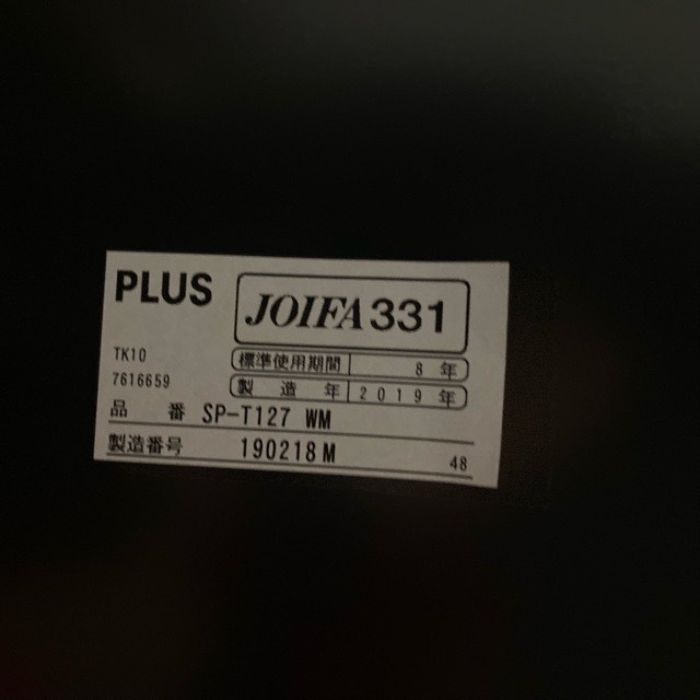 PLUS
JOIFA331
TK10
7616659
標準使用期間 8年
製造年 2019年
品番 SP-T127 WM
製造番号 190218M
48